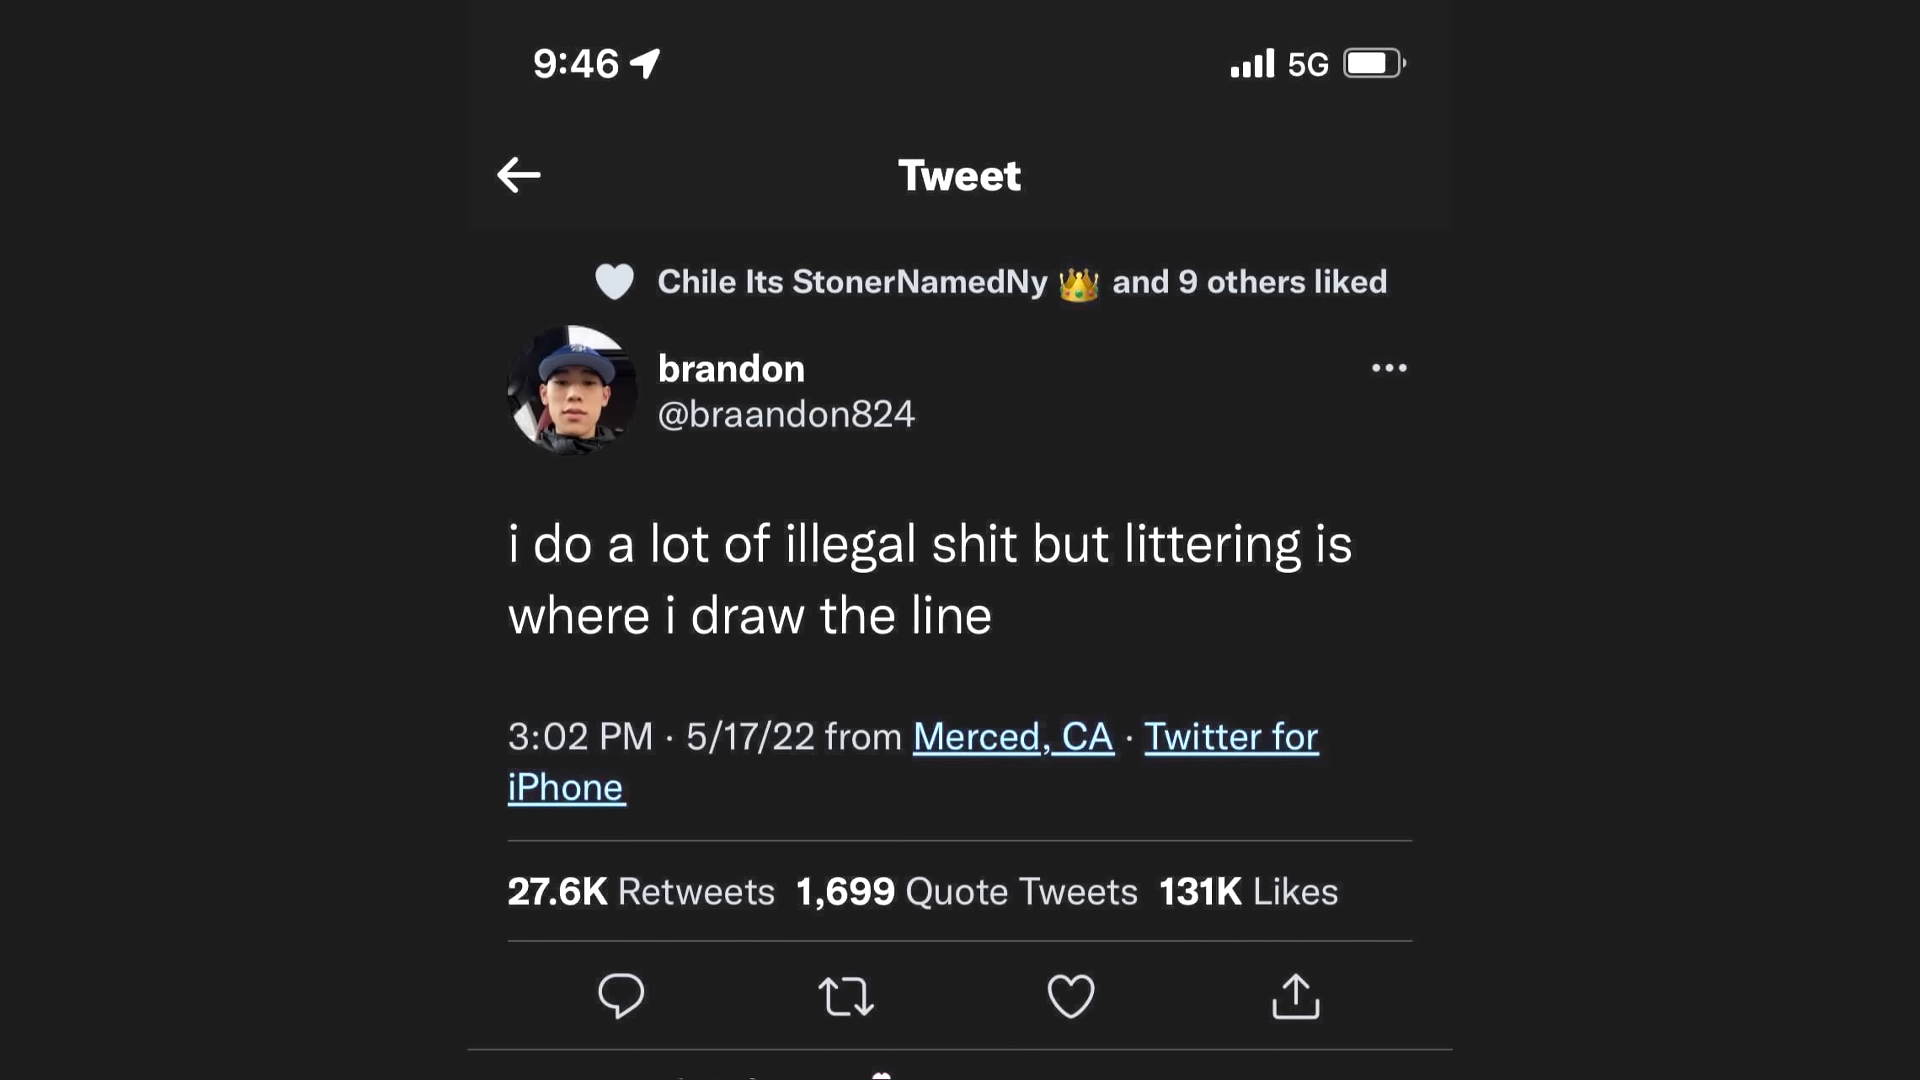 9:46 5G
Tweet
Chile Its StonerNamedNy 👑 and 9 others liked
brandon
@braandon824
i do a lot of illegal shit but littering is
where i draw the line
3:02 PM · 5/17/22 from Merced, CA · Twitter for
iPhone
27.6K Retweets 1,699 Quote Tweets 131K Likes